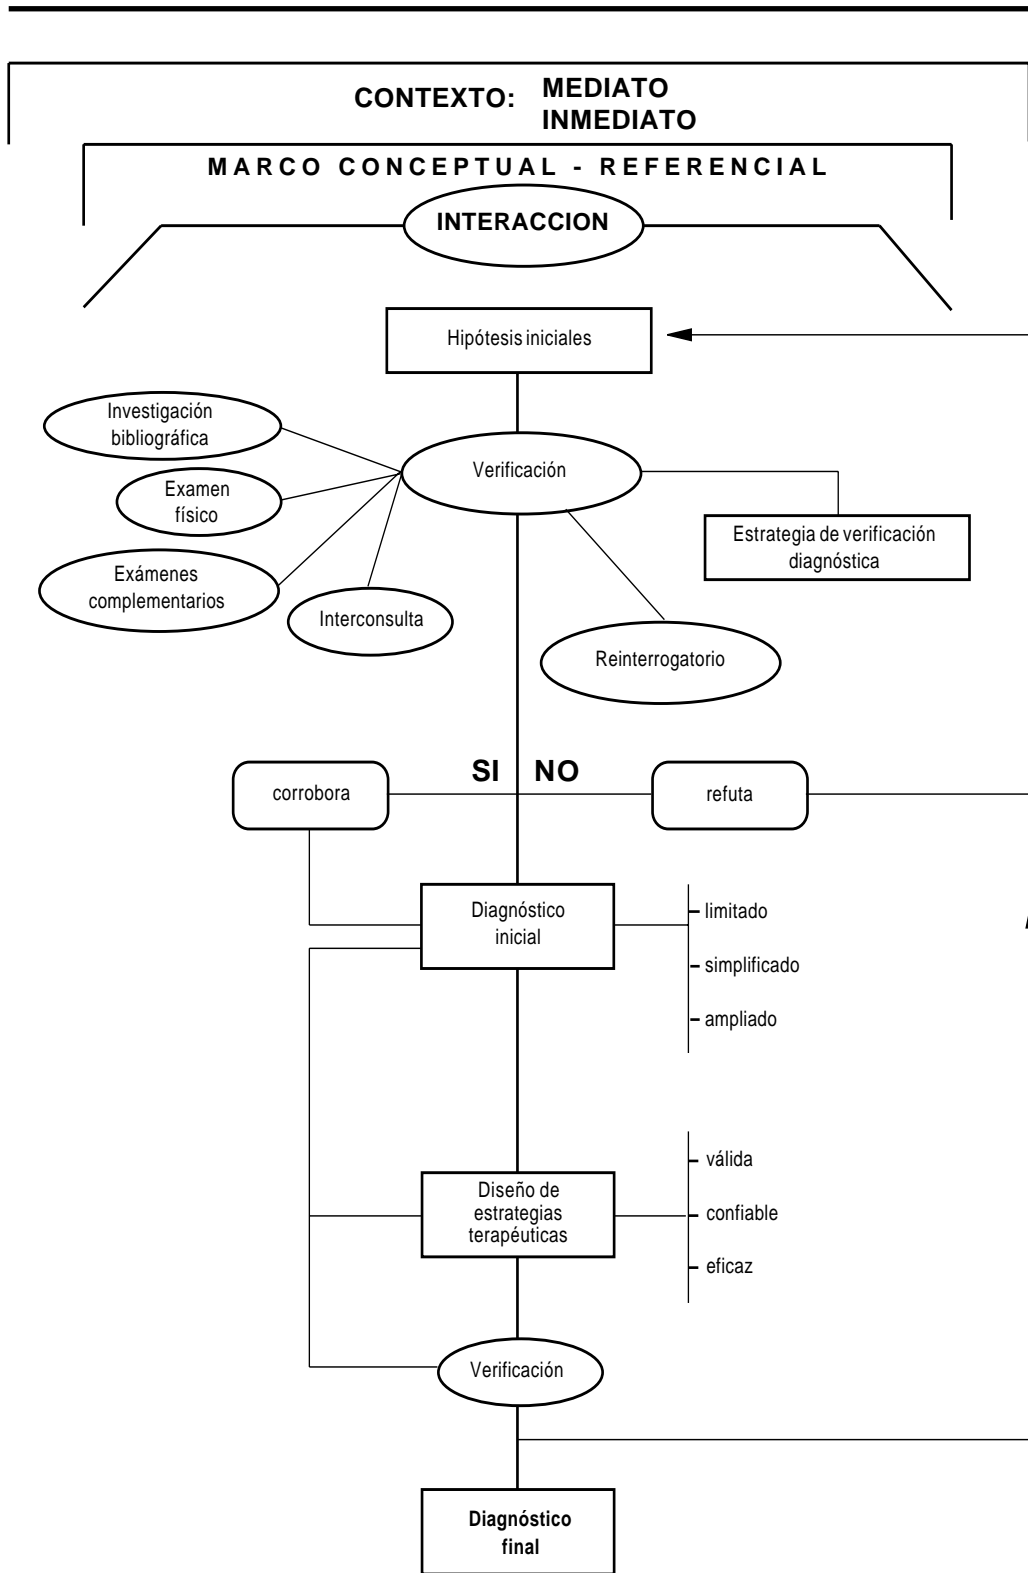 CONTEXTO: MEDIATO
INMEDIATO
MARCO CONCEPTUAL - REFERENCIAL
INTERACCION
Hipótesis iniciales
Investigación
bibliográfica
Verificación
Examen
físico
Estrategia de verificación
diagnóstica
Exámenes
complementarios
Interconsulta
Reinterrogatorio
SI NO
corrobora
refuta
Diagnóstico
inicial
limitado
simplificado
ampliado
Diseño de
estrategias
terapéuticas
válida
confiable
eficaz
Verificación
Diagnóstico
final